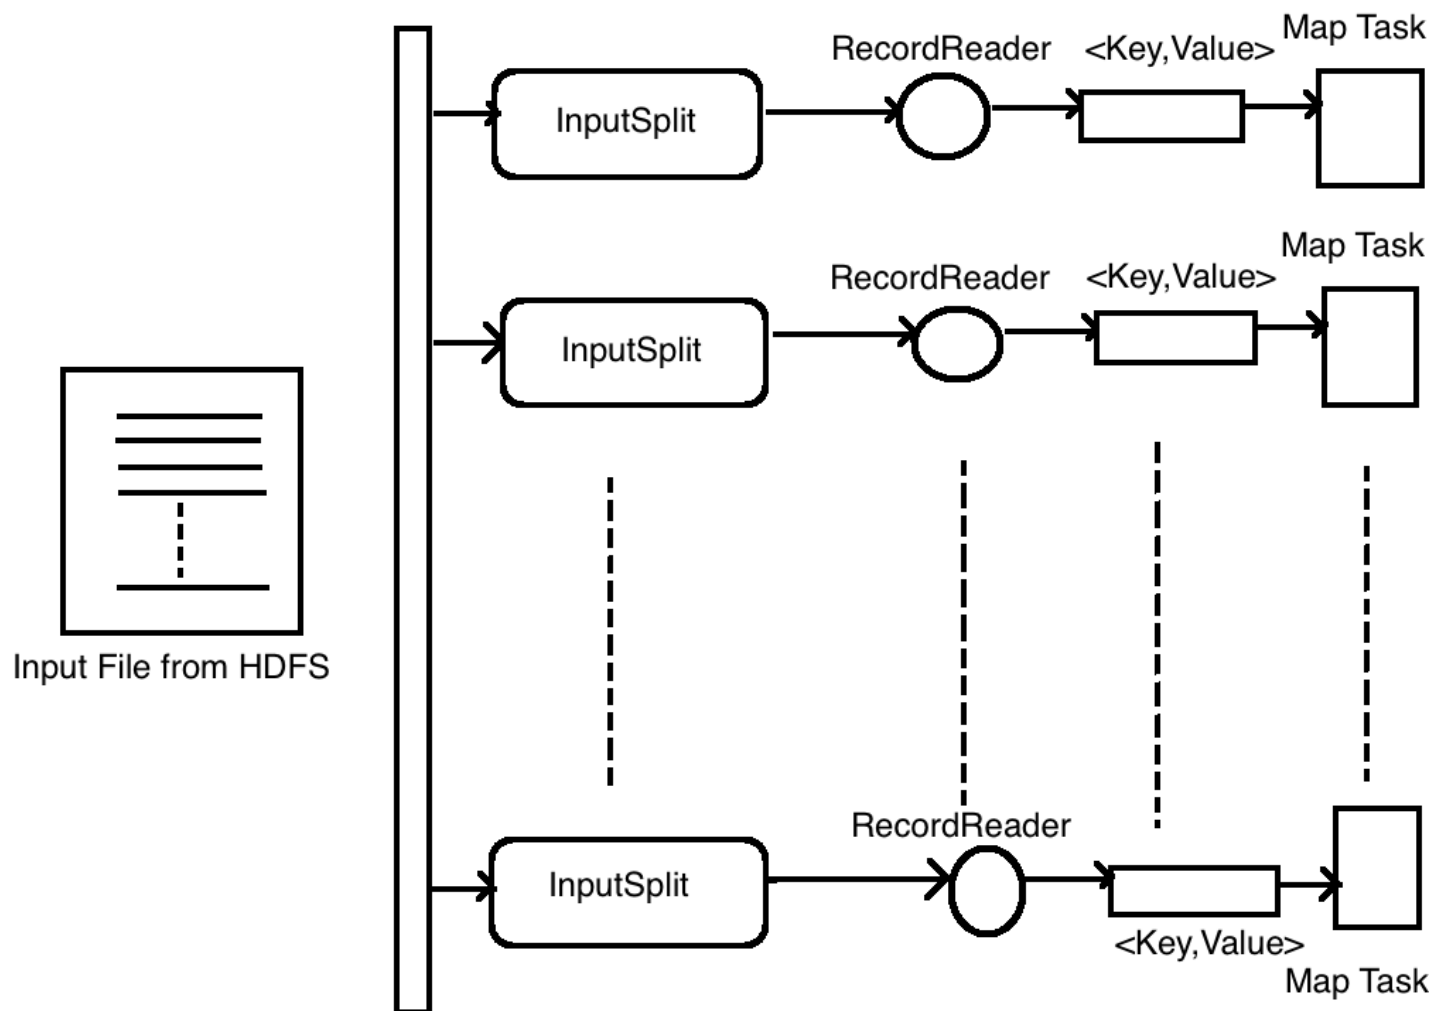 Map Task
RecordReader
<Key,Value>
InputSplit
Map Task
RecordReader
<Key,Value>
InputSplit
Input File from HDFS
RecordReader
InputSplit
<Key,Value>
Map Task